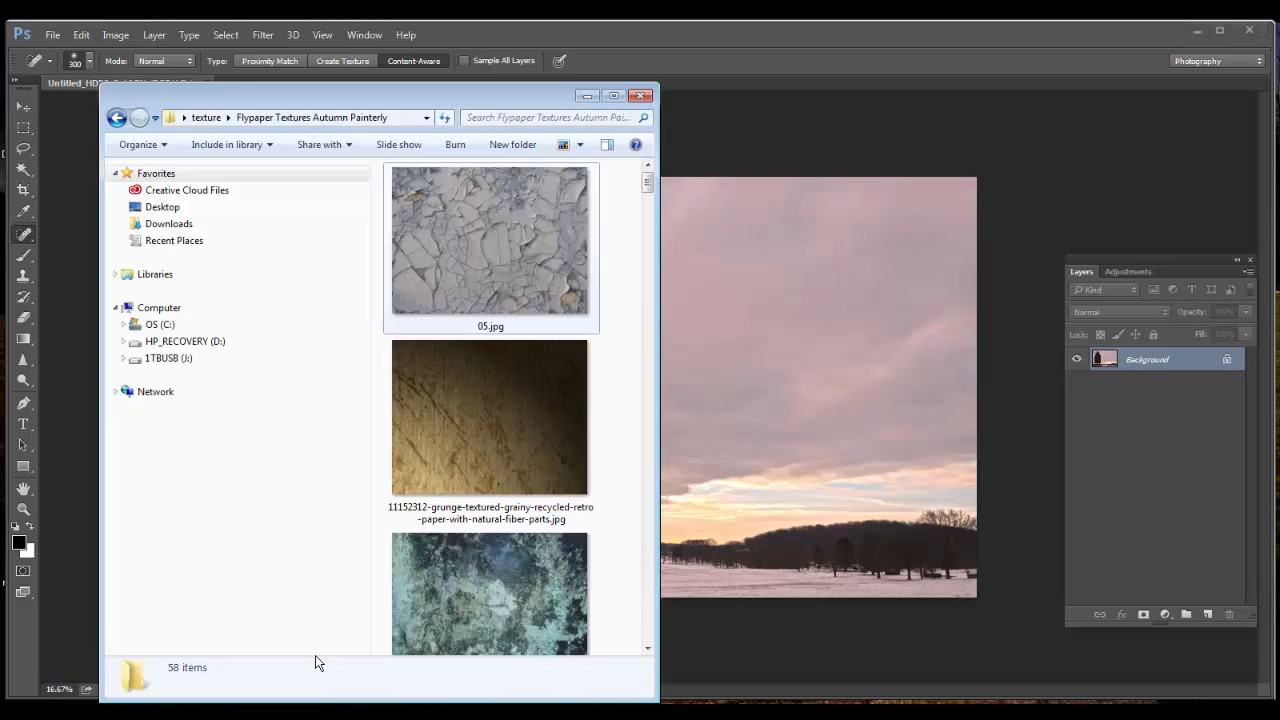 Ps File Edit Image Layer Type Select Filter 3D View Window Help
300 Mode: Normal Type: Proximity Match Create Texture Content-Aware Sample All Layers Photography
texture Flypaper Textures Autumn Painterly Search Flypaper Textures Autumn Pai...
Organize Include in library Share with Slide show Burn New folder
Favorites
Creative Cloud Files
Desktop
Downloads
Recent Places
Libraries
Computer
OS (C:)
HP_RECOVERY (D:)
1TBUSB (J:)
Network
05.jpg
11152312-grunge-textured-grainy-recycled-retro
-paper-with-natural-fiber-parts.jpg
58 items
16.67%
Layers Adjustments
Kind
Normal Opacity: 100%
Lock: Fill: 100%
Background